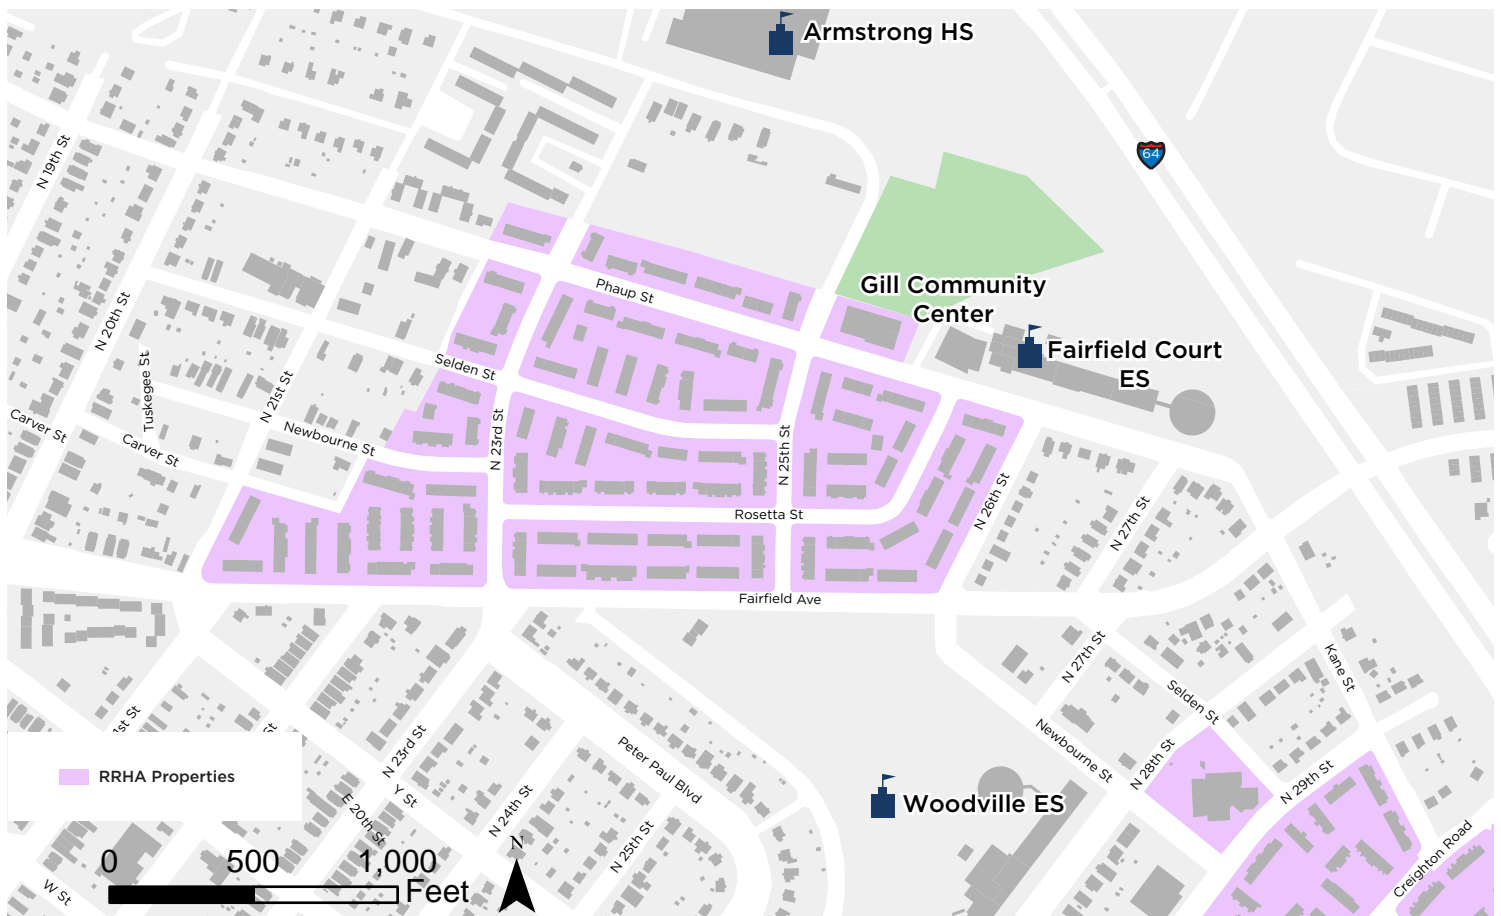 Armstrong HS
64
N 19th St
Gill Community
Center
Phaup St
Fairfield Court
ES
N 20th St
Selden St
Tuskegee St
N 21st St
Carver St
Carver St
Newbourne St
N 23rd St
N 25th St
Rosetta St
N 26th St
N 27th St
Fairfield Ave
N 27th St
Kane St
Selden St
1st St
St
N 23rd St
Peter Paul Blvd
Newbourne St
N 28th St
N 29th St
RRHA Properties
Y St
E 20th St
N 24th St
N 25th St
Woodville ES
Creighton Road
N
0 500 1,000
Feet
W St